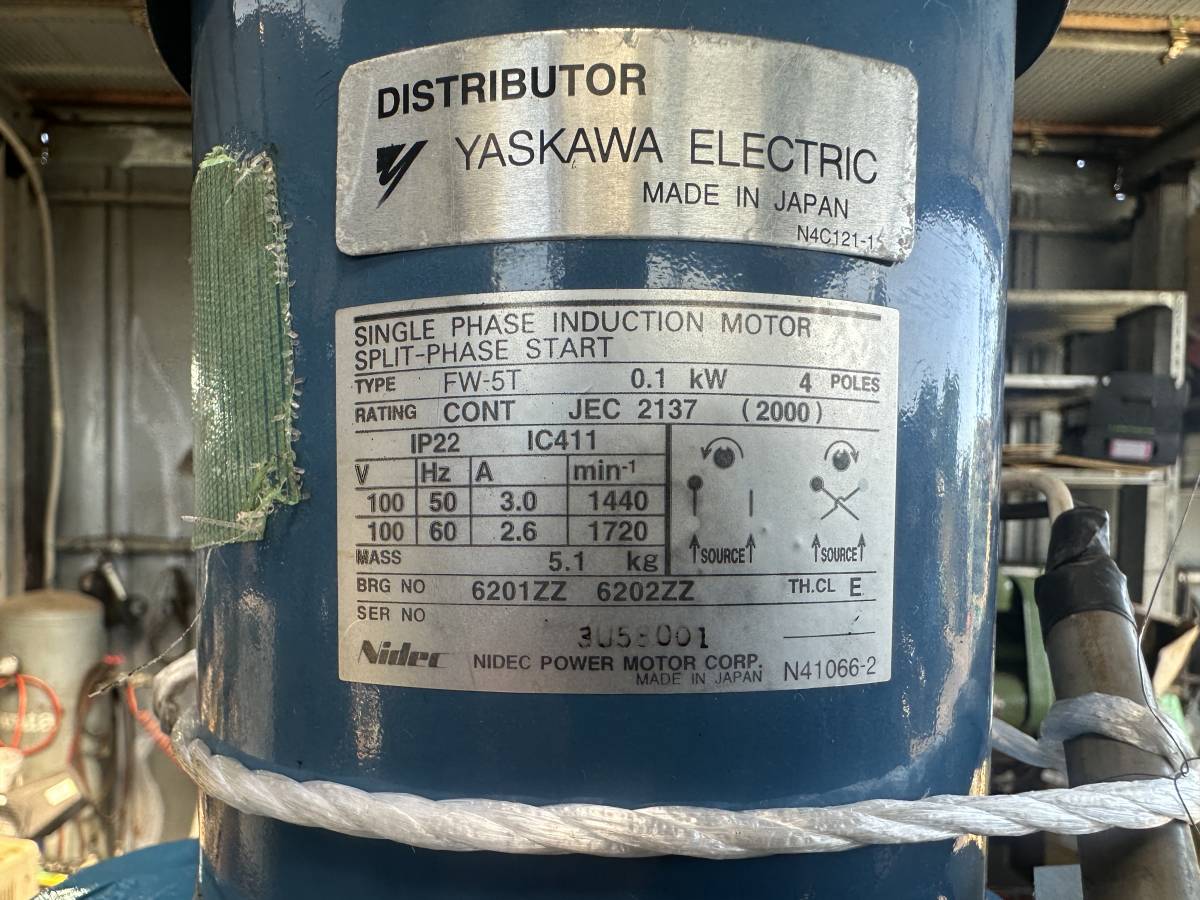 DISTRIBUTOR
YASKAWA ELECTRIC
MADE IN JAPAN
SINGLE PHASE INDUCTION MOTOR
SPLIT-PHASE START
TYPE FW-5T 0.1 kW 4 POLES
RATING CONT JEC 2137 (2000)
IP22 IC411
V Hz A min-1
100 50 3.0 1440
100 60 2.6 1720
MASS 5.1 kg
SOURCE SOURCE
BRG NO 6201ZZ 6202ZZ TH.CL E
SER NO
Nidec NIDEC POWER MOTOR CORP.
MADE IN JAPAN N41066-2